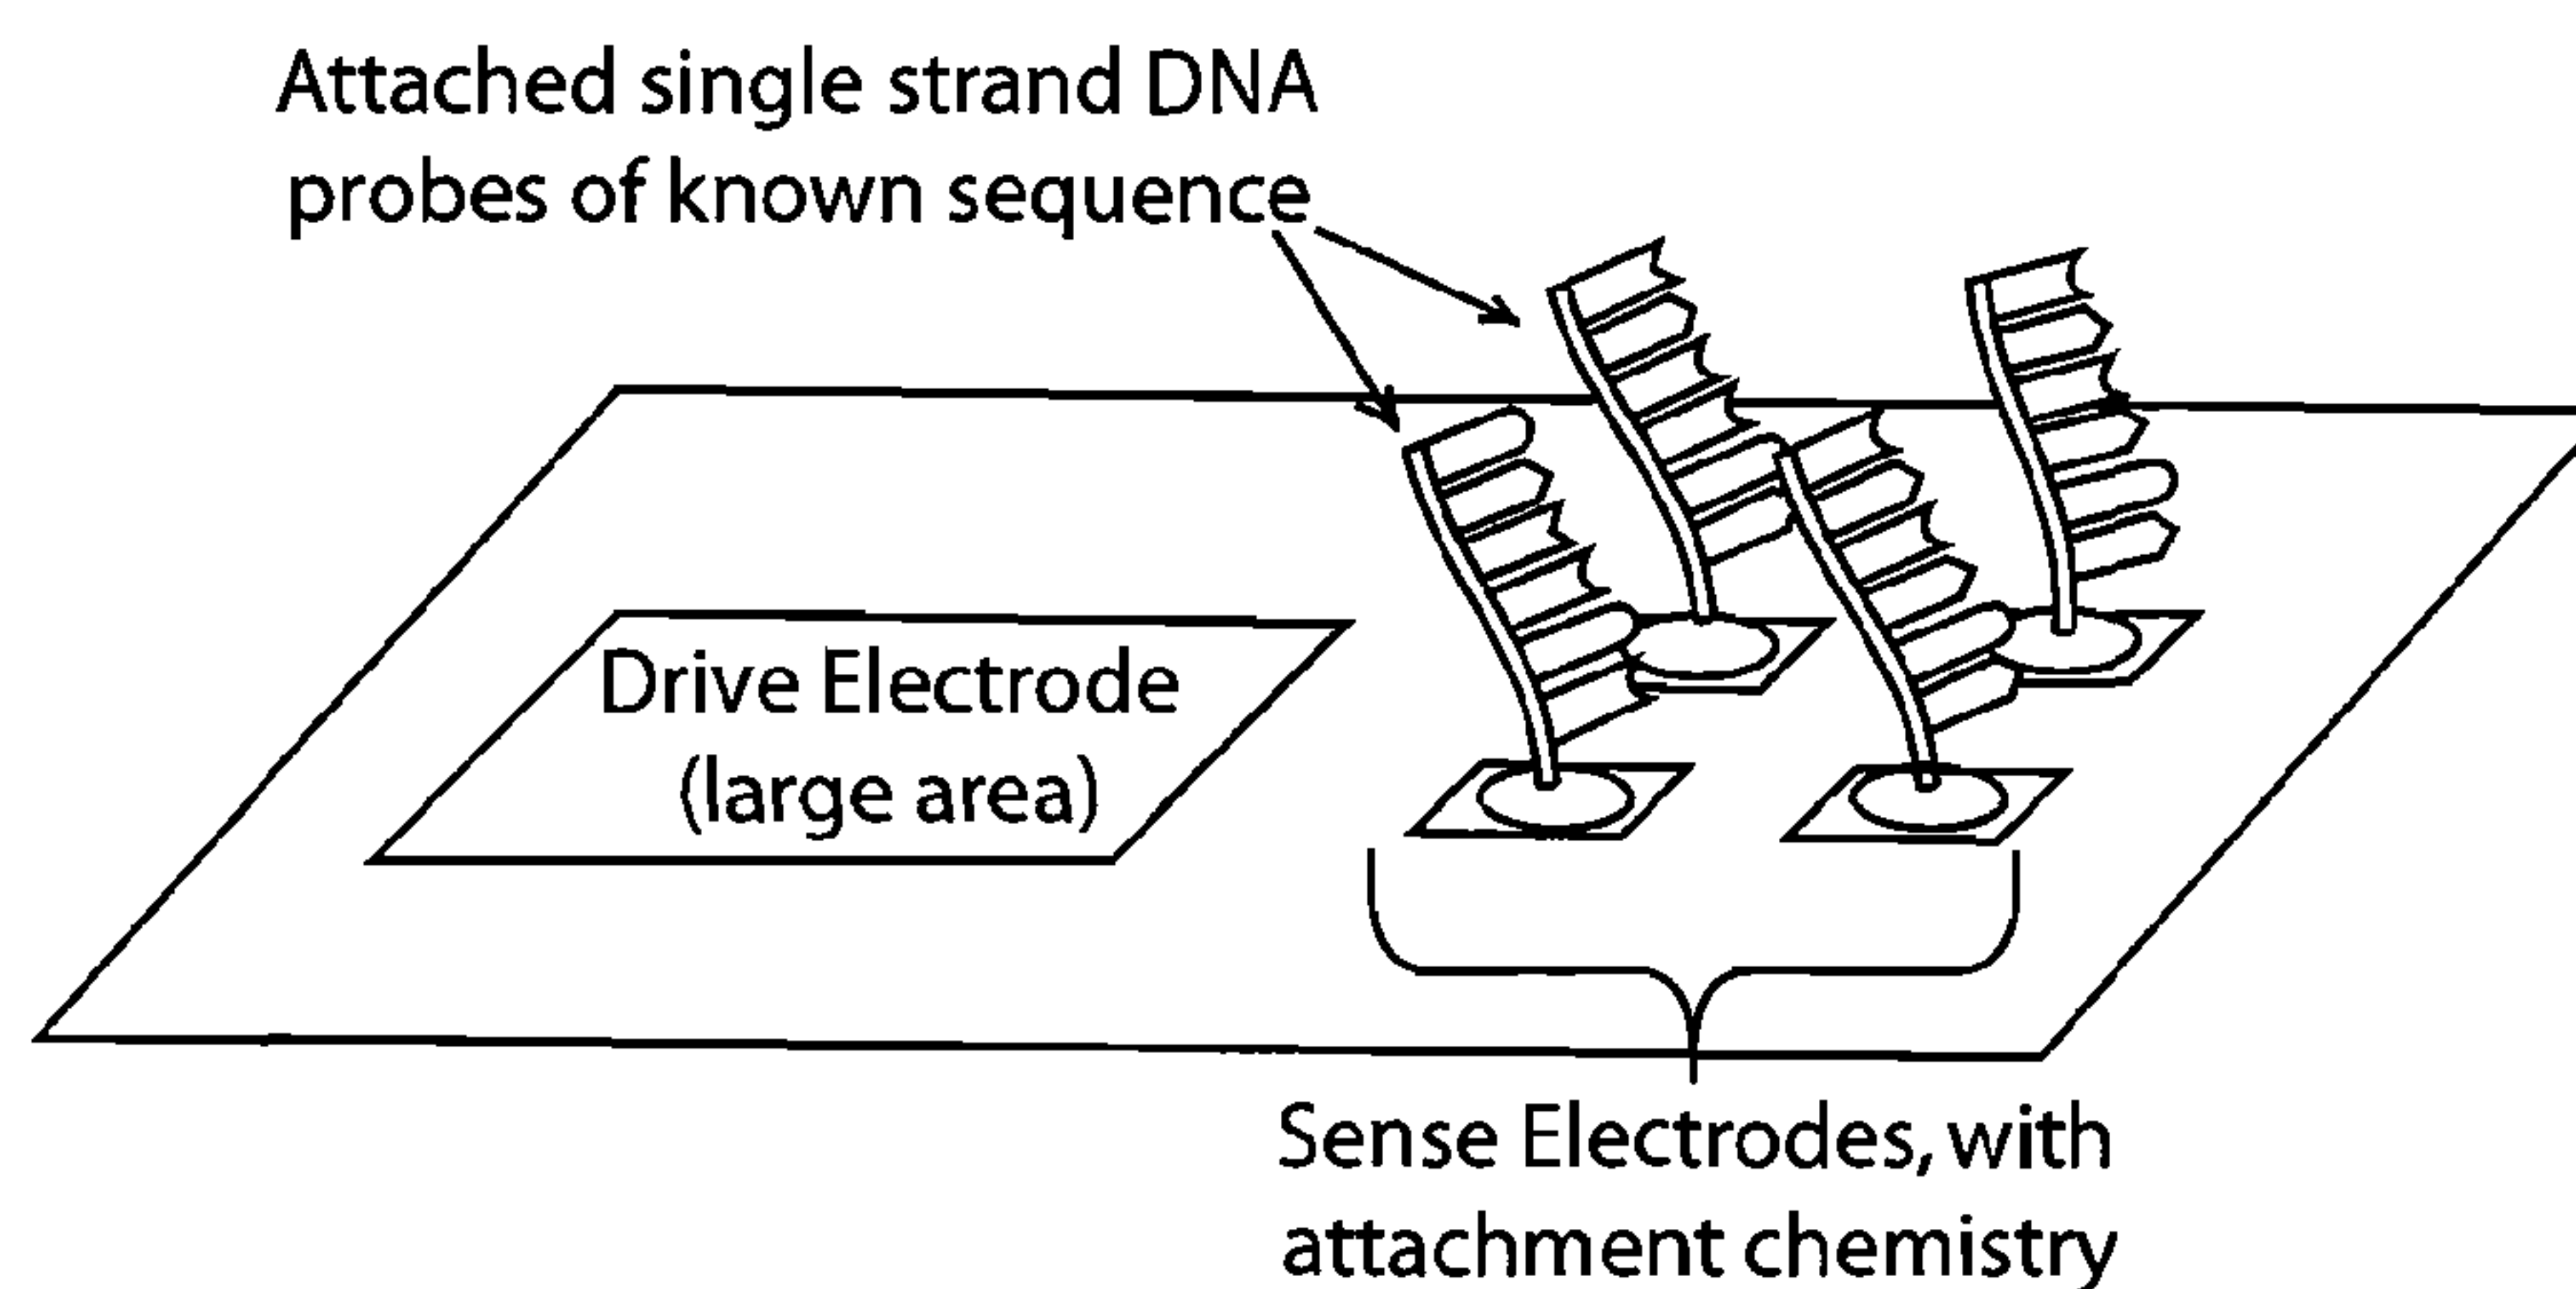 Attached single strand DNA
probes of known sequence
Drive Electrode
(large area)
Sense Electrodes, with
attachment chemistry